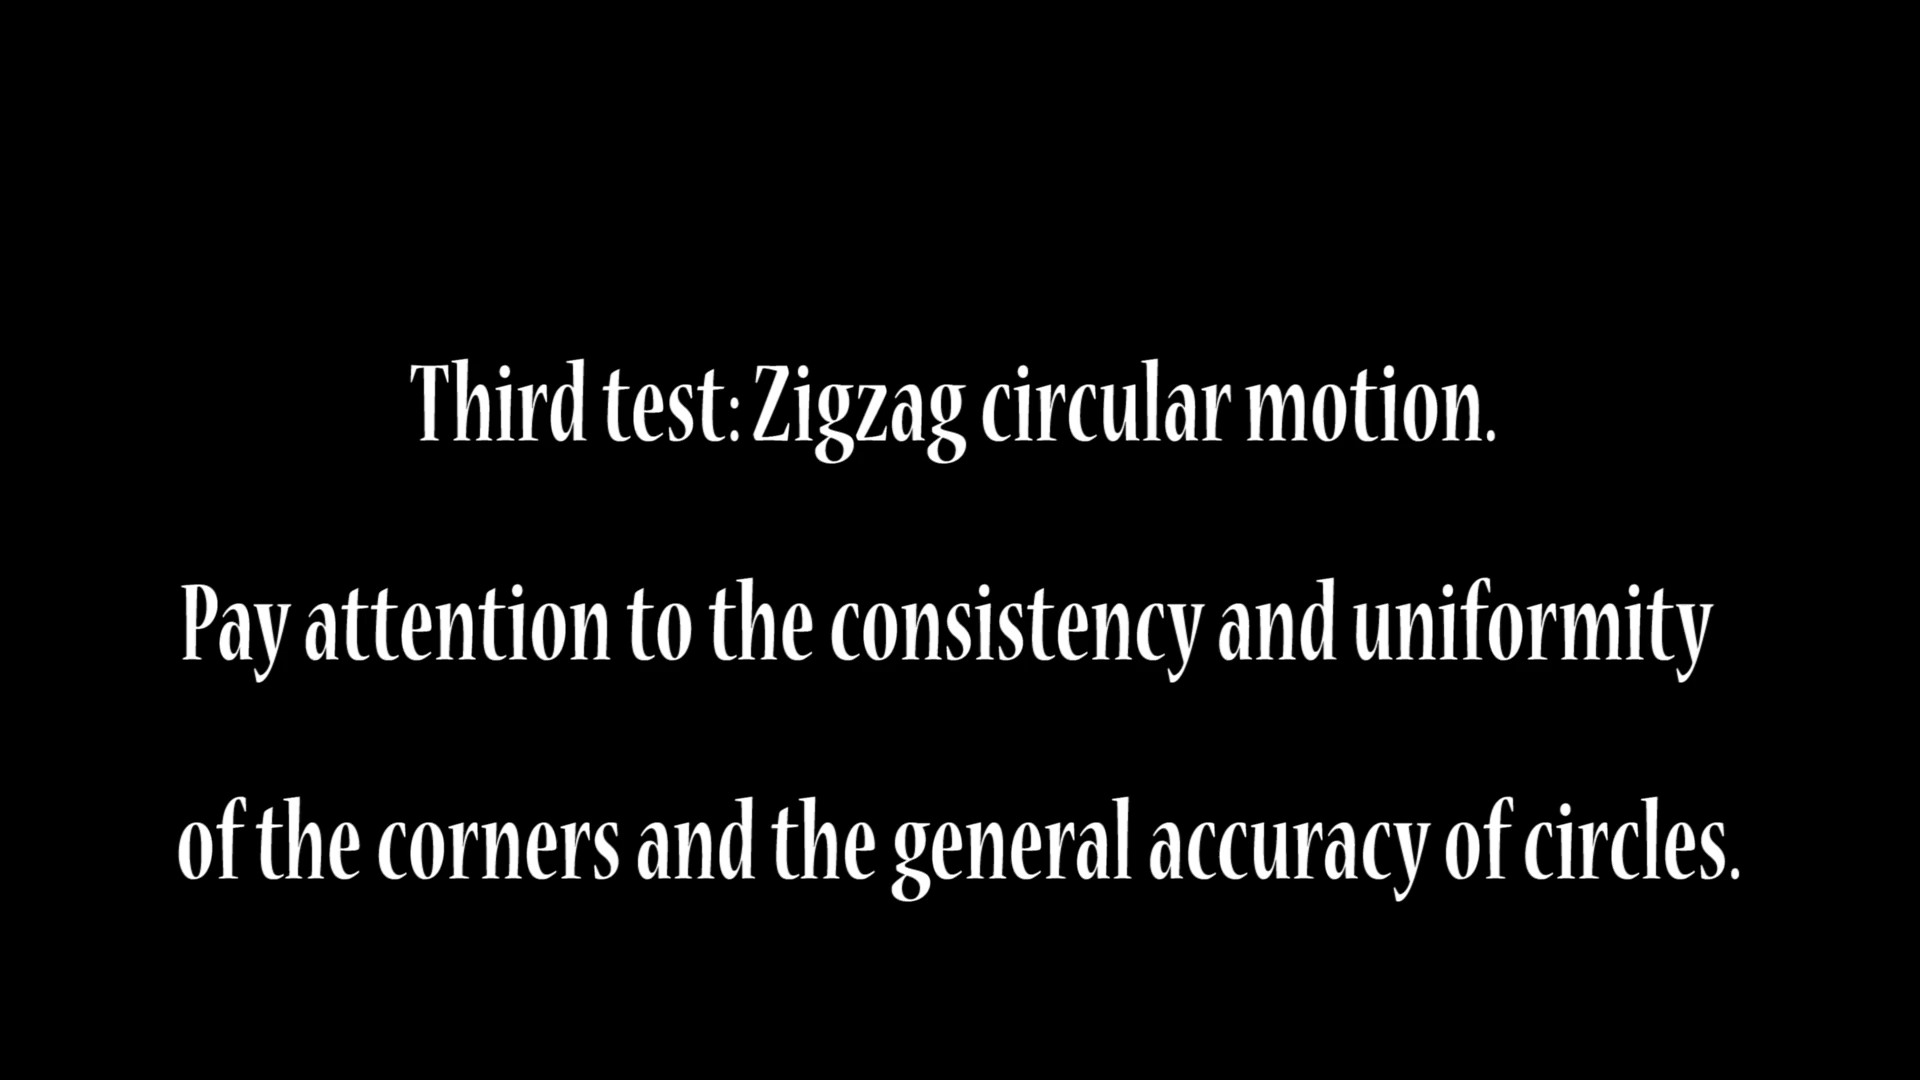 Third test: Zigzag circular motion.
Pay attention to the consistency and uniformity
of the corners and the general accuracy of circles.